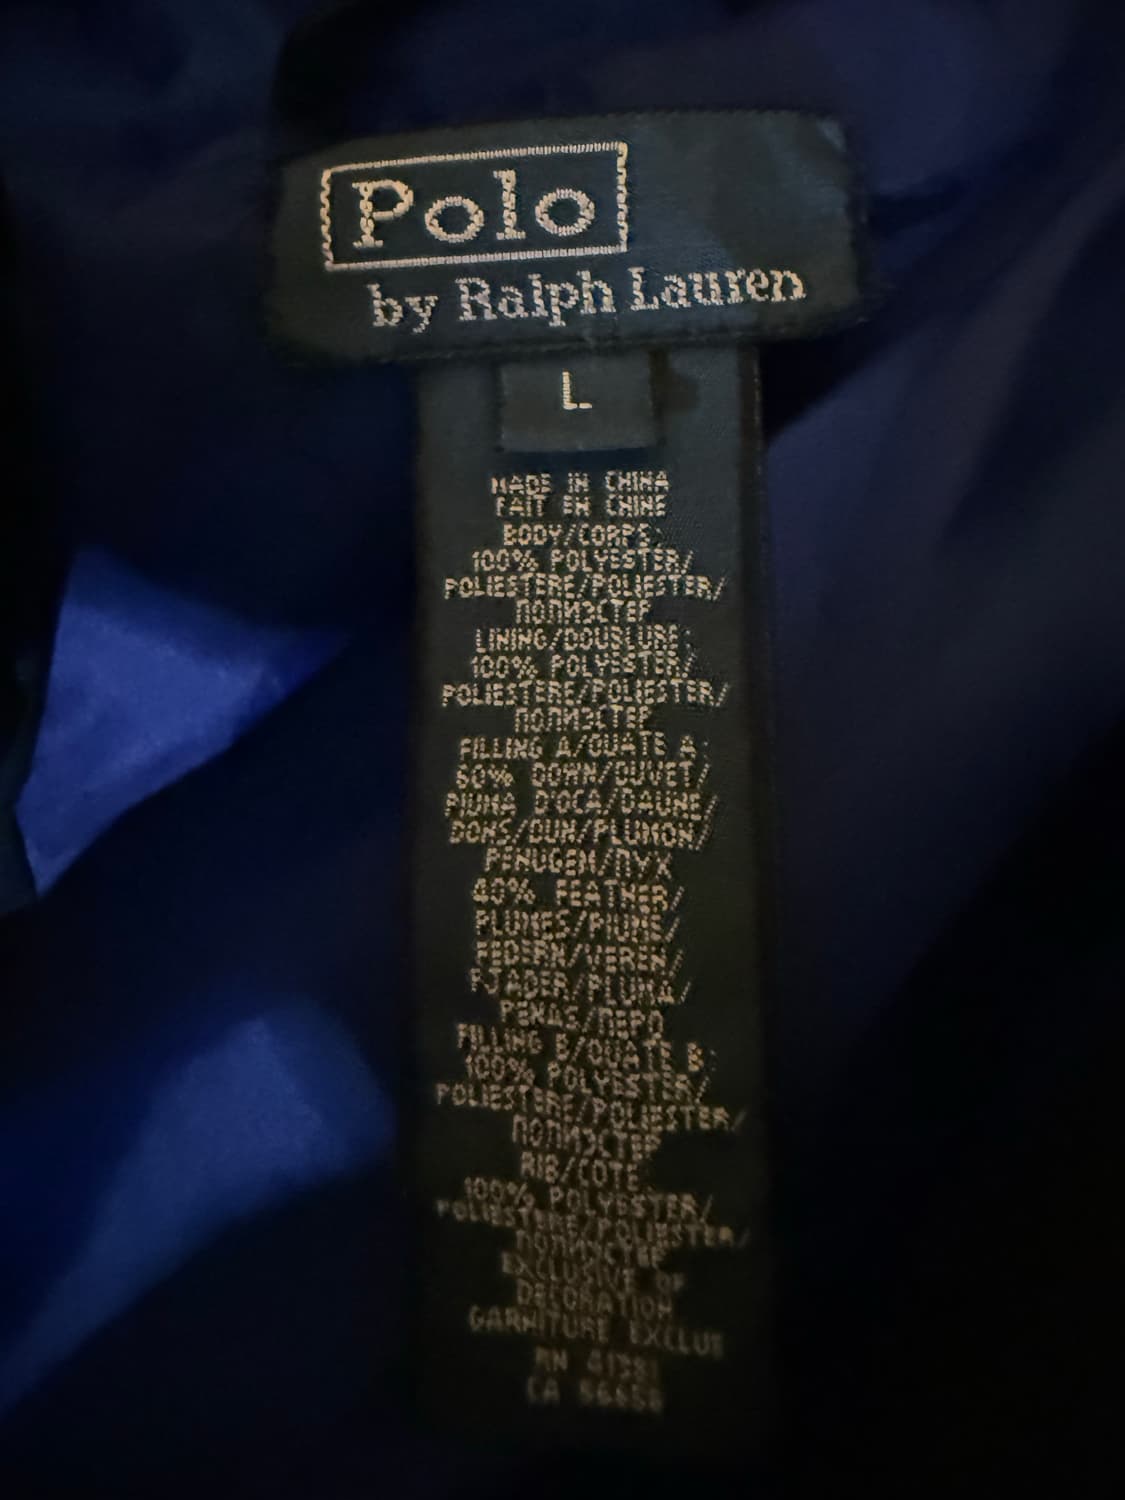 Polo
by Ralph Lauren
L
MADE IN CHINA
FAIT EN CHINE
BODY/CORPS:
100% POLYESTER/
POLIESTERE/POLIESTER/
ПОЛИЭСТЕР
LINING/DOUBLURE:
100% POLYESTER/
POLIESTERE/POLIESTER/
ПОЛИЭСТЕР
FILLING A/OUATE A:
60% DOWN/DUVET/
PIUMA D'OCA/DAUNE/
DONS/DUN/PLUMON/
PENUGEM/ПУХ
40% FEATHER/
PLUMES/PIUME/
FEDERN/VEREN/
FJADER/PLUMA/
PENAS/ПЕРО
FILLING B/OUATE B:
100% POLYESTER/
POLIESTERE/POLIESTER/
ПОЛИЭСТЕР
RIB/COTE:
100% POLYESTER/
POLIESTERE/POLIESTER/
ПОЛИЭСТЕР
EXCLUSIVE OF
DECORATION
GARNITURE EXCLUE
RN 41381
CA